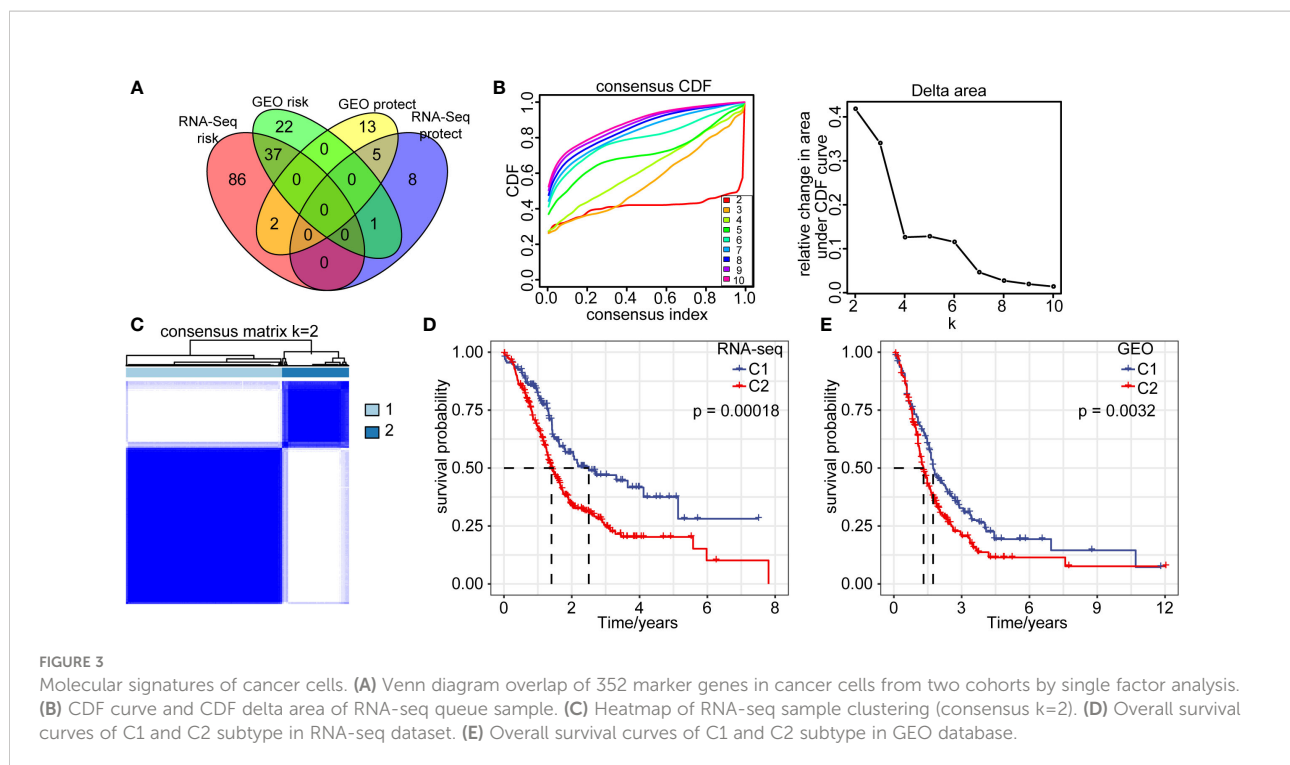 A
GEO risk
GEO protect
RNA-Seq
risk
RNA-Seq
protect
22
13
37
0
5
86
0
0
8
0
2
1
0
0
0
B
consensus CDF
CDF
0.0 0.2 0.4 0.6 0.8 1.0
2
3
4
5
6
7
8
9
10
0.0 0.2 0.4 0.6 0.8 1.0
consensus index
Delta area
relative change in area
under CDF curve
0.0 0.1 0.2 0.3 0.4
2 4 6 8 10
k
C
consensus matrix k=2
1
2
D
survival probability
1.00
0.75
0.50
0.25
0.00
RNA-seq
C1
C2
p = 0.00018
0 2 4 6 8
Time/years
E
survival probability
1.00
0.75
0.50
0.25
0.00
GEO
C1
C2
p = 0.0032
0 3 6 9 12
Time/years
FIGURE 3
Molecular signatures of cancer cells. (A) Venn diagram overlap of 352 marker genes in cancer cells from two cohorts by single factor analysis.
(B) CDF curve and CDF delta area of RNA-seq queue sample. (C) Heatmap of RNA-seq sample clustering (consensus k=2). (D) Overall survival
curves of C1 and C2 subtype in RNA-seq dataset. (E) Overall survival curves of C1 and C2 subtype in GEO database.